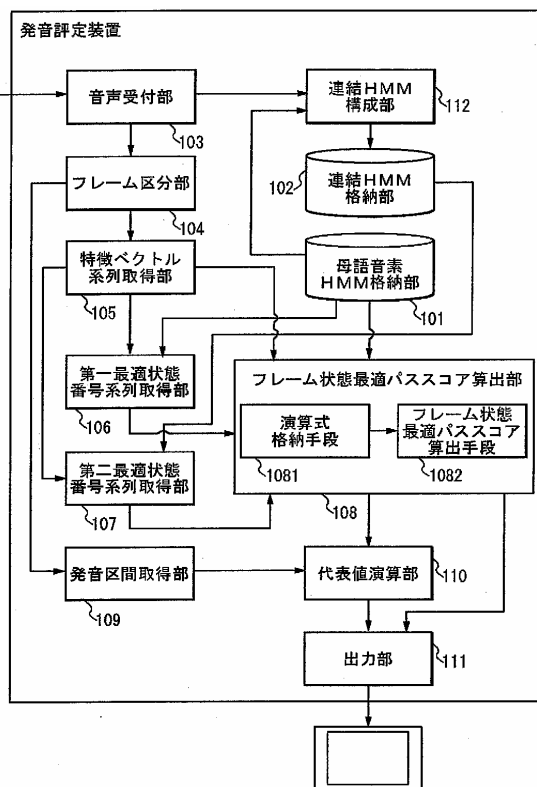 発音評定装置
音声受付部
103
連結HMM
構成部
112
フレーム区分部
104
102
連結HMM
格納部
特徴ベクトル
系列取得部
105
母語音素
HMM格納部
101
第一最適状態
番号系列取得部
106
フレーム状態最適パススコア算出部
演算式
格納手段
1081
フレーム状態
最適パススコア
算出手段
1082
108
第二最適状態
番号系列取得部
107
発音区間取得部
109
代表値演算部
110
出力部
111